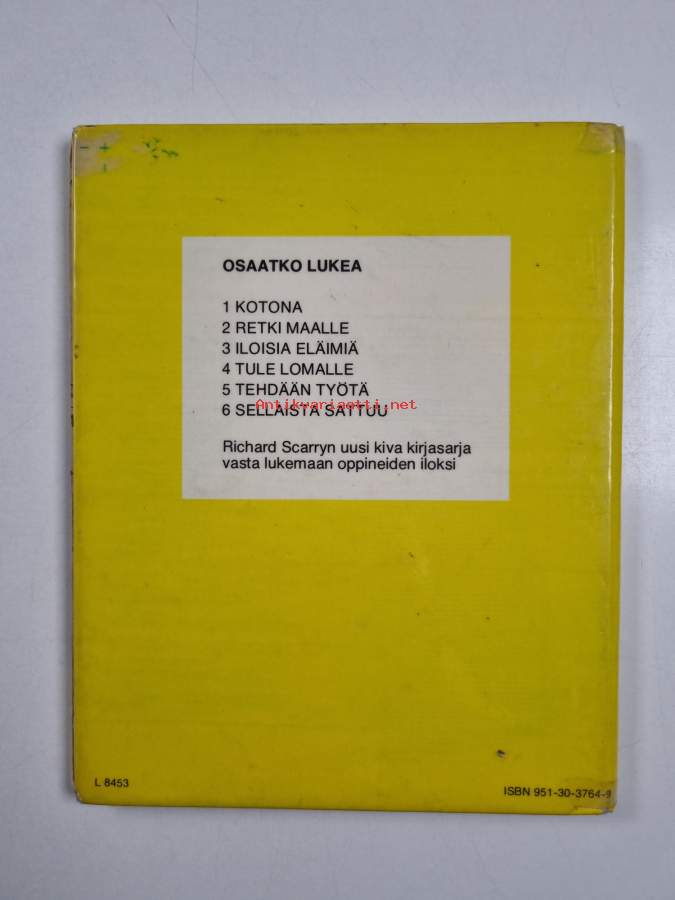 OSAATKO LUKEA
1 KOTONA
2 RETKI MAALLE
3 ILOISIA ELÄIMIÄ
4 TULE LOMALLE
5 TEHDÄÄN TYÖTÄ
Antikvariaatti.net
6 SELLAISTA SATTUU
Richard Scarryn uusi kiva kirjasarja
vasta lukemaan oppineiden iloksi
L 8453
ISBN 951-30-3764-9